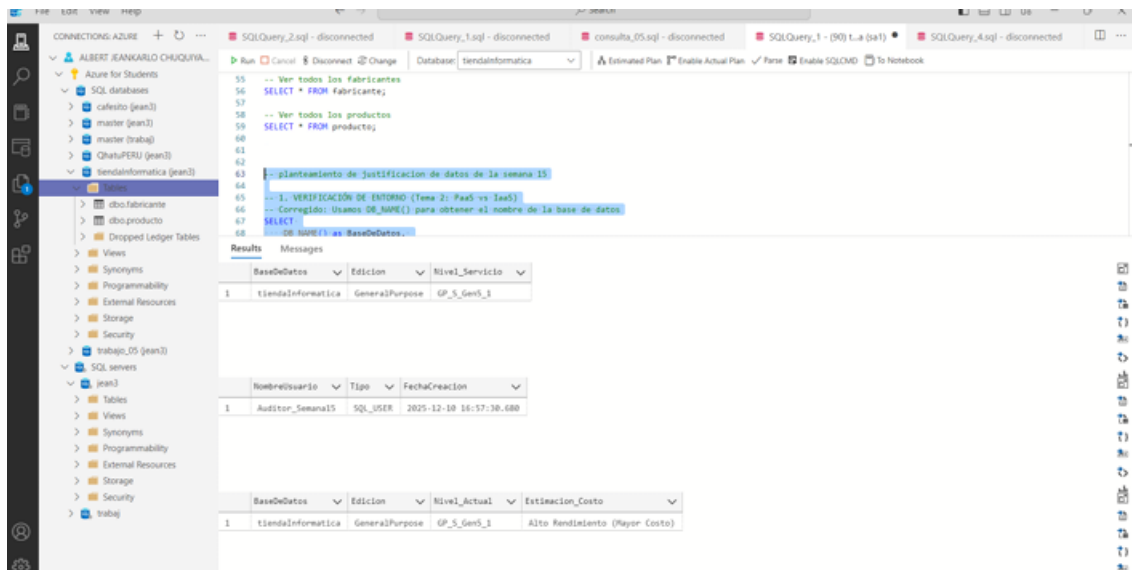 File Edit View Help
Search
CONNECTIONS: AZURE
SQLQuery_2.sql - disconnected
SQLQuery_1.sql - disconnected
consulta_05.sql - disconnected
SQLQuery_1 - (90) t...a (sa1)
SQLQuery_4.sql - disconnected
ALBERT JEANKARLO CHUQUIYA...
Azure for Students
SQL databases
cafesito (jean3)
master (jean3)
master (trabaj)
QhatuPERU (jean3)
tiendaInformatica (jean3)
Tables
dbo.fabricante
dbo.producto
Dropped Ledger Tables
Views
Synonyms
Programmability
External Resources
Storage
Security
trabajo_05 (jean3)
SQL servers
jean3
Tables
Views
Synonyms
Programmability
External Resources
Storage
Security
trabaj
Run Cancel Disconnect Change Database: tiendaInformatica Estimated Plan Enable Actual Plan Parse Enable SQLCMD To Notebook
55 -- Ver todos los fabricantes
56 SELECT * FROM fabricante;
57
58 -- Ver todos los productos
59 SELECT * FROM producto;
60
61
62
63 -- planteamiento de justificacion de datos de la semana 15
64
65 -- 1. VERIFICACIÓN DE ENTORNO (Tema 2: PaaS vs IaaS)
66 -- Corregido: Usamos DB_NAME() para obtener el nombre de la base de datos
67 SELECT
68 DB_NAME() as BaseDeDatos,
Results Messages
BaseDeDatos Edicion Nivel_Servicio
1 tiendaInformatica GeneralPurpose GP_S_Gen5_1
NombreUsuario Tipo FechaCreacion
1 Auditor_Semana15 SQL_USER 2025-12-10 16:57:30.680
BaseDeDatos Edicion Nivel_Actual Estimacion_Costo
1 tiendaInformatica GeneralPurpose GP_S_Gen5_1 Alto Rendimiento (Mayor Costo)